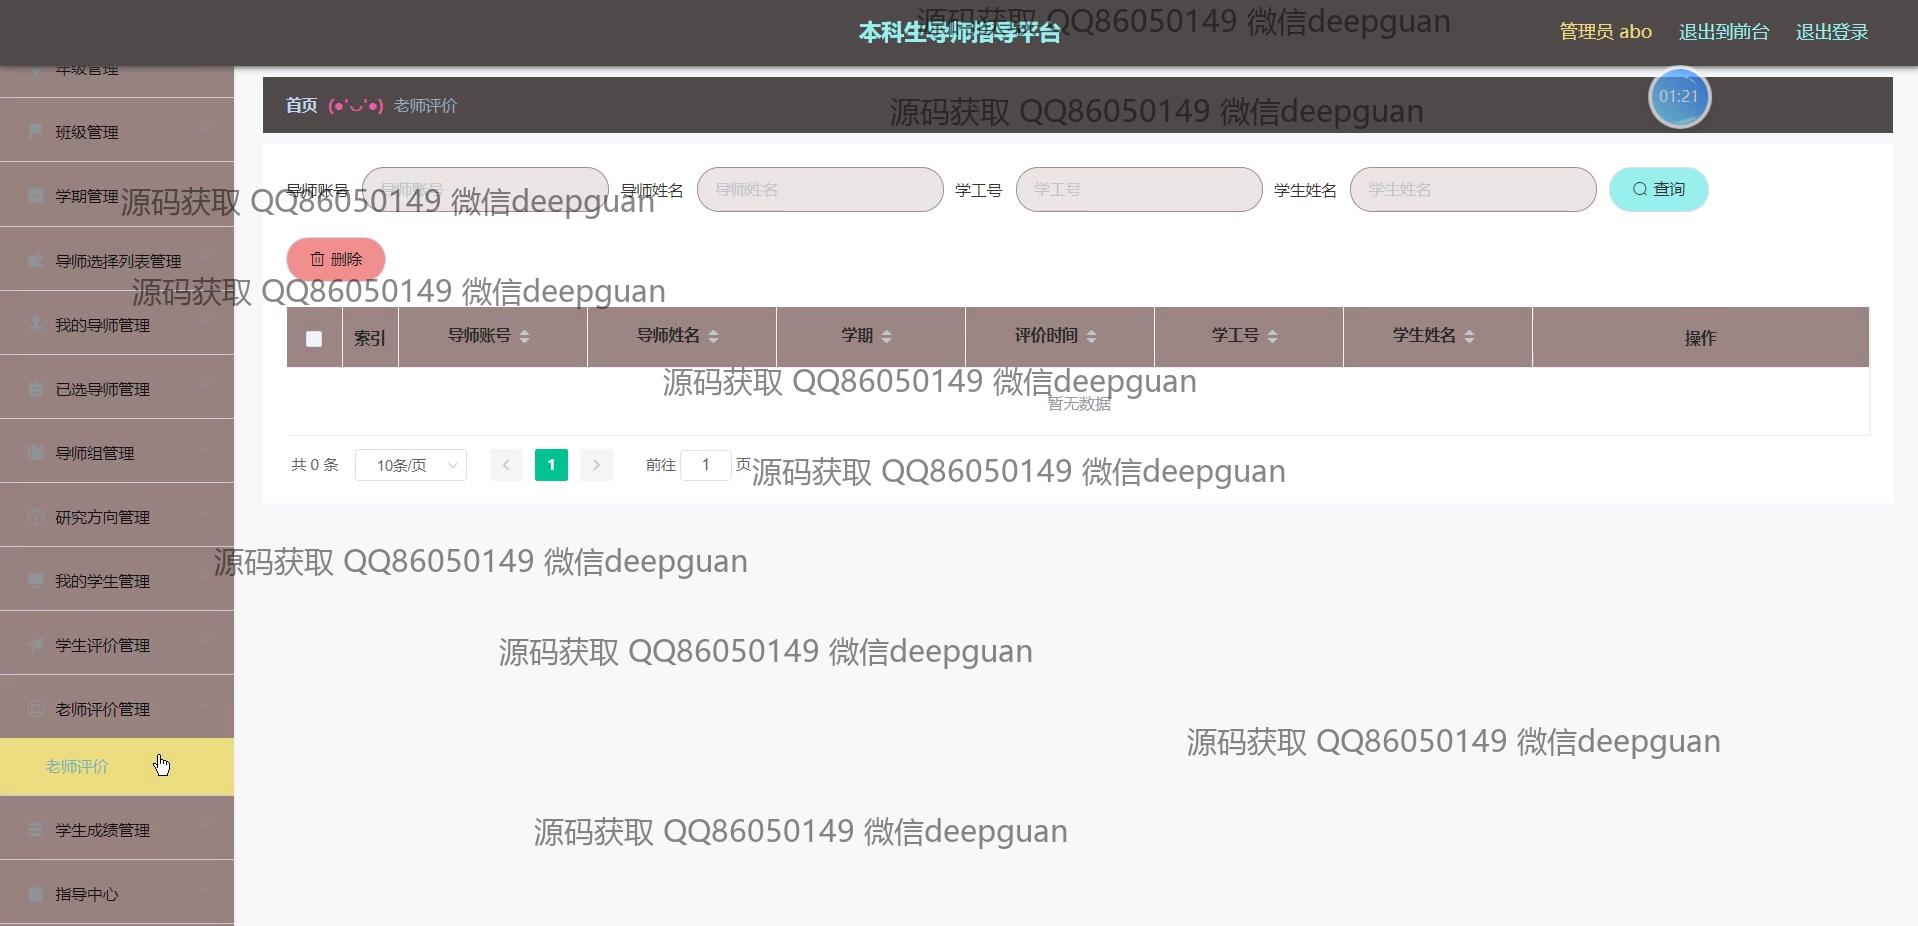 本科生导师指导平台
源码获取 QQ86050149 微信deepguan
管理员 abo 退出到前台 退出登录
年级管理
班级管理
学期管理
导师选择列表管理
我的导师管理
已选导师管理
导师组管理
研究方向管理
我的学生管理
学生评价管理
老师评价管理
老师评价
学生成绩管理
指导中心
首页 (●'◡'●) 老师评价
源码获取 QQ86050149 微信deepguan
01:21
导师账号 导师账号 导师姓名 导师姓名 学工号 学工号 学生姓名 学生姓名 查询
源码获取 QQ86050149 微信deepguan
删除
源码获取 QQ86050149 微信deepguan
索引 导师账号 导师姓名 学期 评价时间 学工号 学生姓名 操作
源码获取 QQ86050149 微信deepguan
暂无数据
共 0 条 10条/页 1 前往 1 页
源码获取 QQ86050149 微信deepguan
源码获取 QQ86050149 微信deepguan
源码获取 QQ86050149 微信deepguan
源码获取 QQ86050149 微信deepguan
源码获取 QQ86050149 微信deepguan